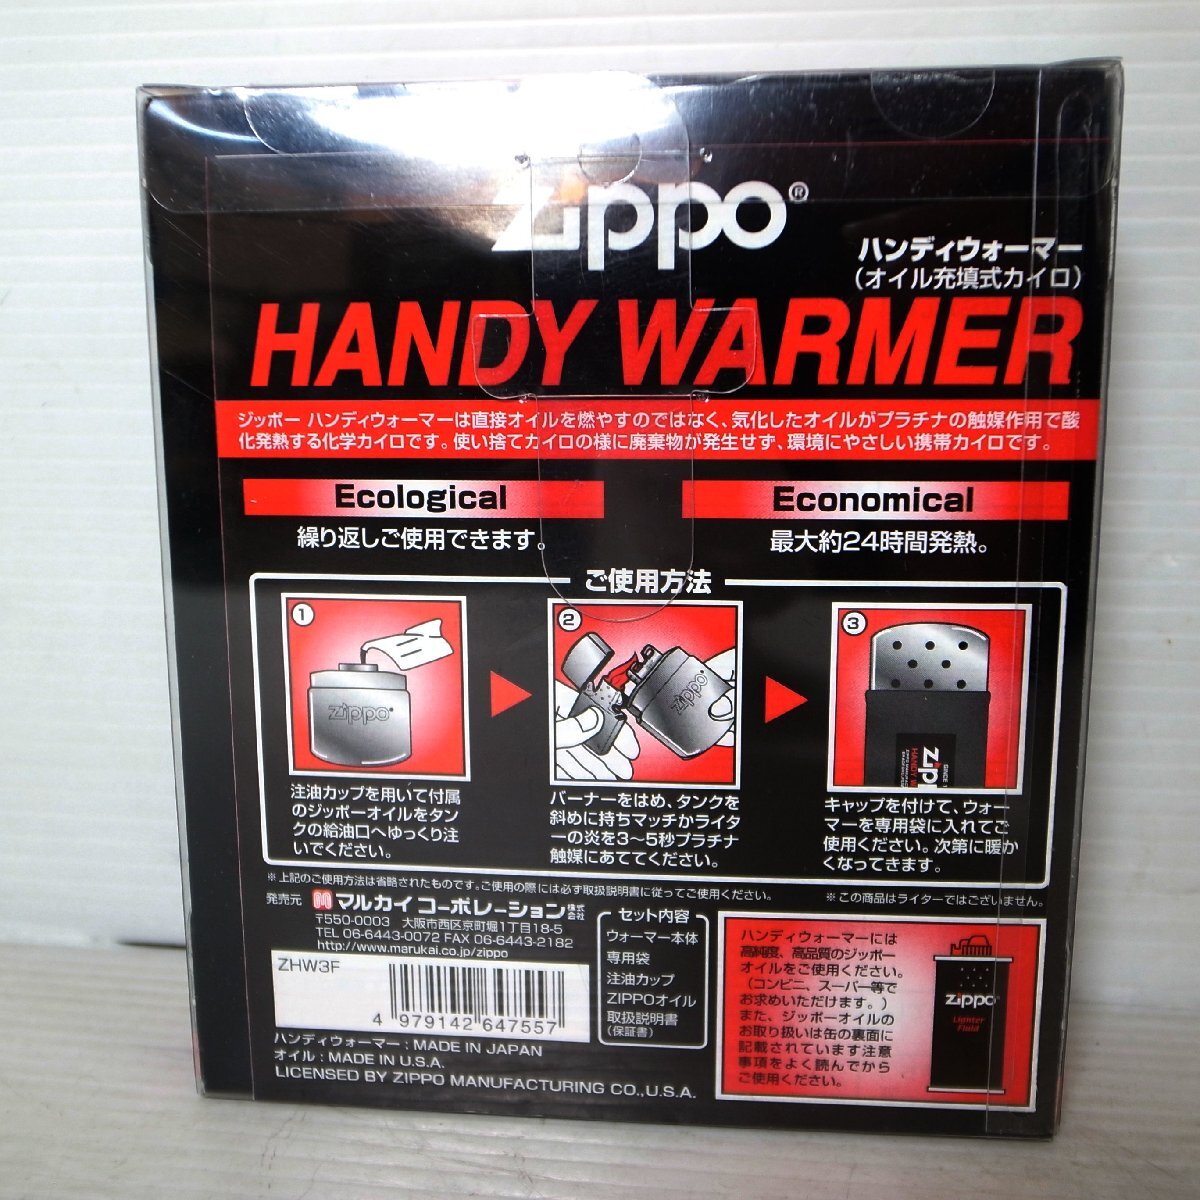 Zippo®
ハンディウォーマー
(オイル充填式カイロ)
HANDY WARMER
ジッポー ハンディウォーマーは直接オイルを燃やすのではなく、気化したオイルがプラチナの触媒作用で酸
化発熱する化学カイロです。使い捨てカイロの様に廃棄物が発生せず、環境にやさしい携帯カイロです。
Ecological
繰り返しご使用できます。
Economical
最大約24時間発熱。
ご使用方法
1
Zippo
注油カップを用いて付属
のジッポーオイルをタン
クの給油口へゆっくり注
いでください。
2
Zippo
バーナーをはめ、タンクを
斜めに持ちマッチかライタ
ーの炎を3〜5秒プラチナ
触媒にあててください。
3
SINCE
zipp
HANDY W
キャップを付けて、ウォー
マーを専用袋に入れてご
使用ください。次第に暖か
くなってきます。
※上記のご使用方法は省略されたものです。ご使用の際には必ず取扱説明書に従ってご使用ください。
※この商品はライターではございません。
発売元 マルカイ コーポレーション株式会社
〒550-0003 大阪市西区京町堀1丁目18-5
TEL 06-6443-0072 FAX 06-6443-2182
http://www.marukai.co.jp/zippo
ZHW3F
4 979142 647557
セット内容
ウォーマー本体
専用袋
注油カップ
ZIPPOオイル
取扱説明書
(保証書)
ハンディウォーマーには
高純度、高品質のジッポー
オイルをご使用ください。
(コンビニ、スーパー等で
お求めいただけます。)
また、ジッポーオイルの
お取り扱いは缶の裏面に
記載されています注意
事項をよく読んでから
ご使用ください。
Zippo
Lighter
Fluid
ハンディウォーマー : MADE IN JAPAN
オイル : MADE IN U.S.A.
LICENSED BY ZIPPO MANUFACTURING CO.,U.S.A.